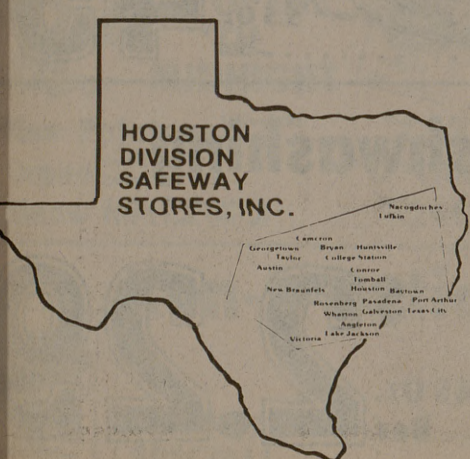 HOUSTON
DIVISION
SAFEWAY
STORES, INC.
Nacogdoches
Lufkin
Cameron
Georgetown Bryan Huntsville
Taylor College Station
Austin Conroe
Tomball
New Braunfels Houston Baytown
Rosenberg Pasadena Port Arthur
Wharton Galveston Texas City
Angleton
Victoria Lake Jackson